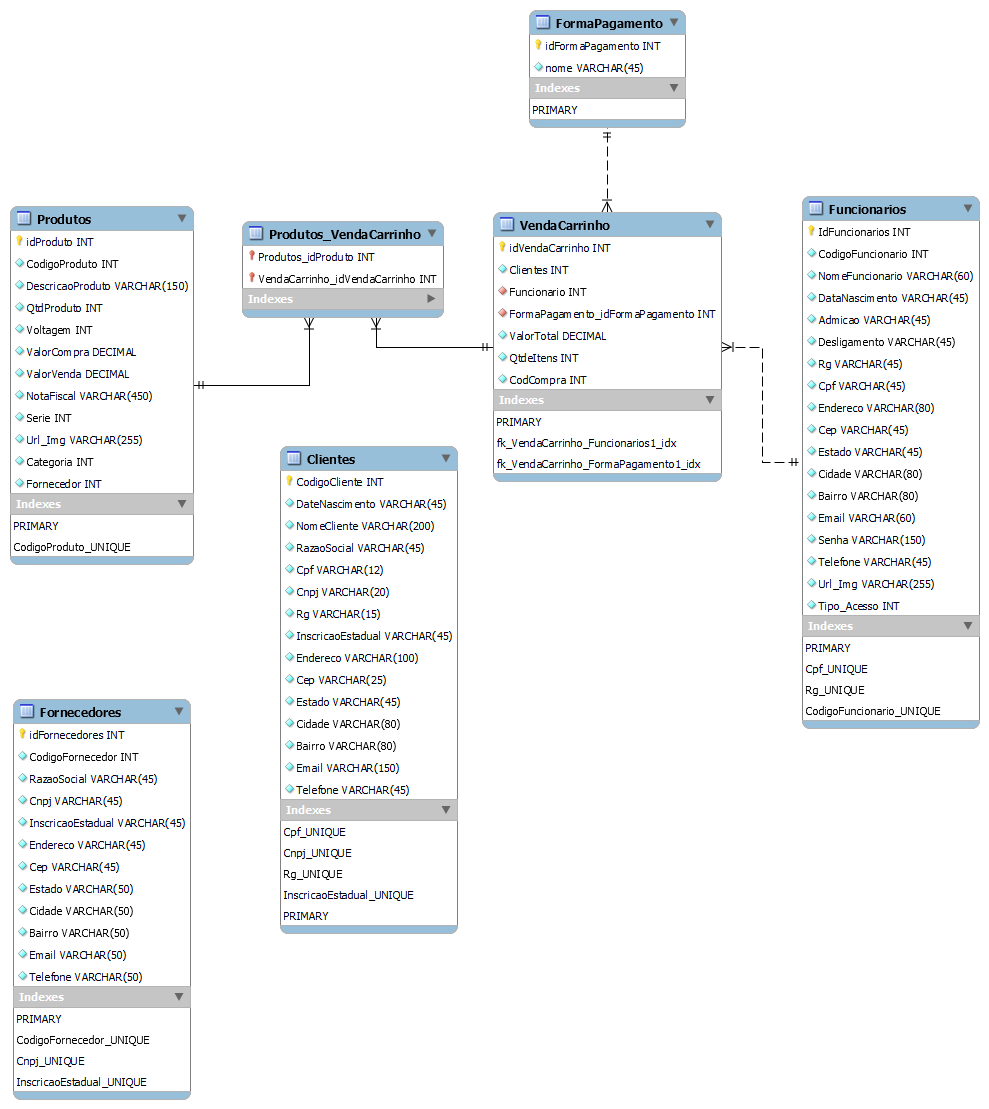 FormaPagamento
idFormaPagamento INT
nome VARCHAR(45)
Indexes
PRIMARY
Produtos
idProduto INT
CodigoProduto INT
DescricaoProduto VARCHAR(150)
QtdProduto INT
Voltagem INT
ValorCompra DECIMAL
ValorVenda DECIMAL
NotaFiscal VARCHAR(450)
Serie INT
Url_Img VARCHAR(255)
Categoria INT
Fornecedor INT
Indexes
PRIMARY
CodigoProduto_UNIQUE
Produtos_VendaCarrinho
Produtos_idProduto INT
VendaCarrinho_idVendaCarrinho INT
Indexes
VendaCarrinho
idVendaCarrinho INT
Clientes INT
Funcionario INT
FormaPagamento_idFormaPagamento INT
ValorTotal DECIMAL
QtdeItens INT
CodCompra INT
Indexes
PRIMARY
fk_VendaCarrinho_Funcionarios1_idx
fk_VendaCarrinho_FormaPagamento1_idx
Funcionarios
IdFuncionarios INT
CodigoFuncionario INT
NomeFuncionario VARCHAR(60)
DataNascimento VARCHAR(45)
Admicao VARCHAR(45)
Desligamento VARCHAR(45)
Rg VARCHAR(45)
Cpf VARCHAR(45)
Endereco VARCHAR(80)
Cep VARCHAR(45)
Estado VARCHAR(45)
Cidade VARCHAR(80)
Bairro VARCHAR(80)
Email VARCHAR(60)
Senha VARCHAR(150)
Telefone VARCHAR(45)
Url_Img VARCHAR(255)
Tipo_Acesso INT
Indexes
PRIMARY
Cpf_UNIQUE
Rg_UNIQUE
CodigoFuncionario_UNIQUE
Clientes
CodigoCliente INT
DateNascimento VARCHAR(45)
NomeCliente VARCHAR(200)
RazaoSocial VARCHAR(45)
Cpf VARCHAR(12)
Cnpj VARCHAR(20)
Rg VARCHAR(15)
InscricaoEstadual VARCHAR(45)
Endereco VARCHAR(100)
Cep VARCHAR(25)
Estado VARCHAR(45)
Cidade VARCHAR(80)
Bairro VARCHAR(80)
Email VARCHAR(150)
Telefone VARCHAR(45)
Indexes
Cpf_UNIQUE
Cnpj_UNIQUE
Rg_UNIQUE
InscricaoEstadual_UNIQUE
PRIMARY
Fornecedores
idFornecedores INT
CodigoFornecedor INT
RazaoSocial VARCHAR(45)
Cnpj VARCHAR(45)
InscricaoEstadual VARCHAR(45)
Endereco VARCHAR(45)
Cep VARCHAR(45)
Estado VARCHAR(50)
Cidade VARCHAR(50)
Bairro VARCHAR(50)
Email VARCHAR(50)
Telefone VARCHAR(50)
Indexes
PRIMARY
CodigoFornecedor_UNIQUE
Cnpj_UNIQUE
InscricaoEstadual_UNIQUE